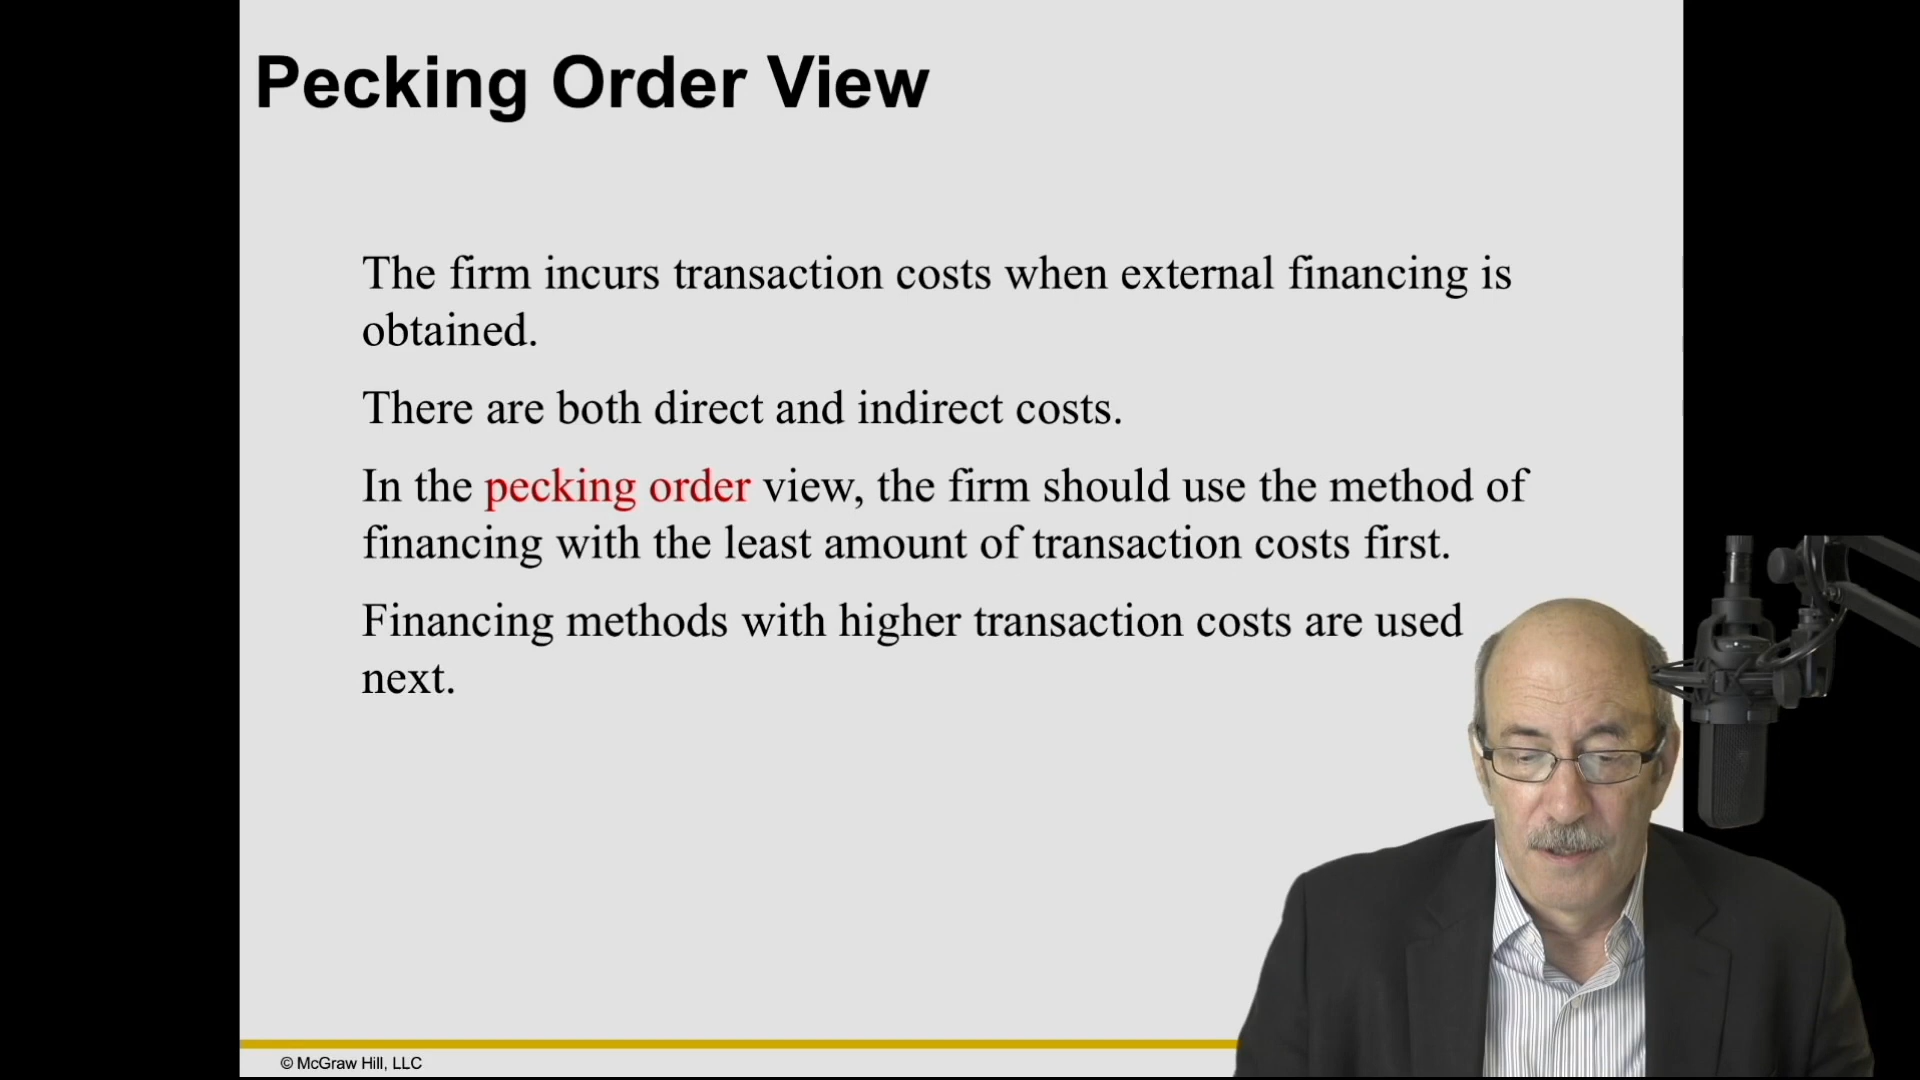 Pecking Order View
The firm incurs transaction costs when external financing is
obtained.
There are both direct and indirect costs.
In the pecking order view, the firm should use the method of
financing with the least amount of transaction costs first.
Financing methods with higher transaction costs are used
next.
© McGraw Hill, LLC